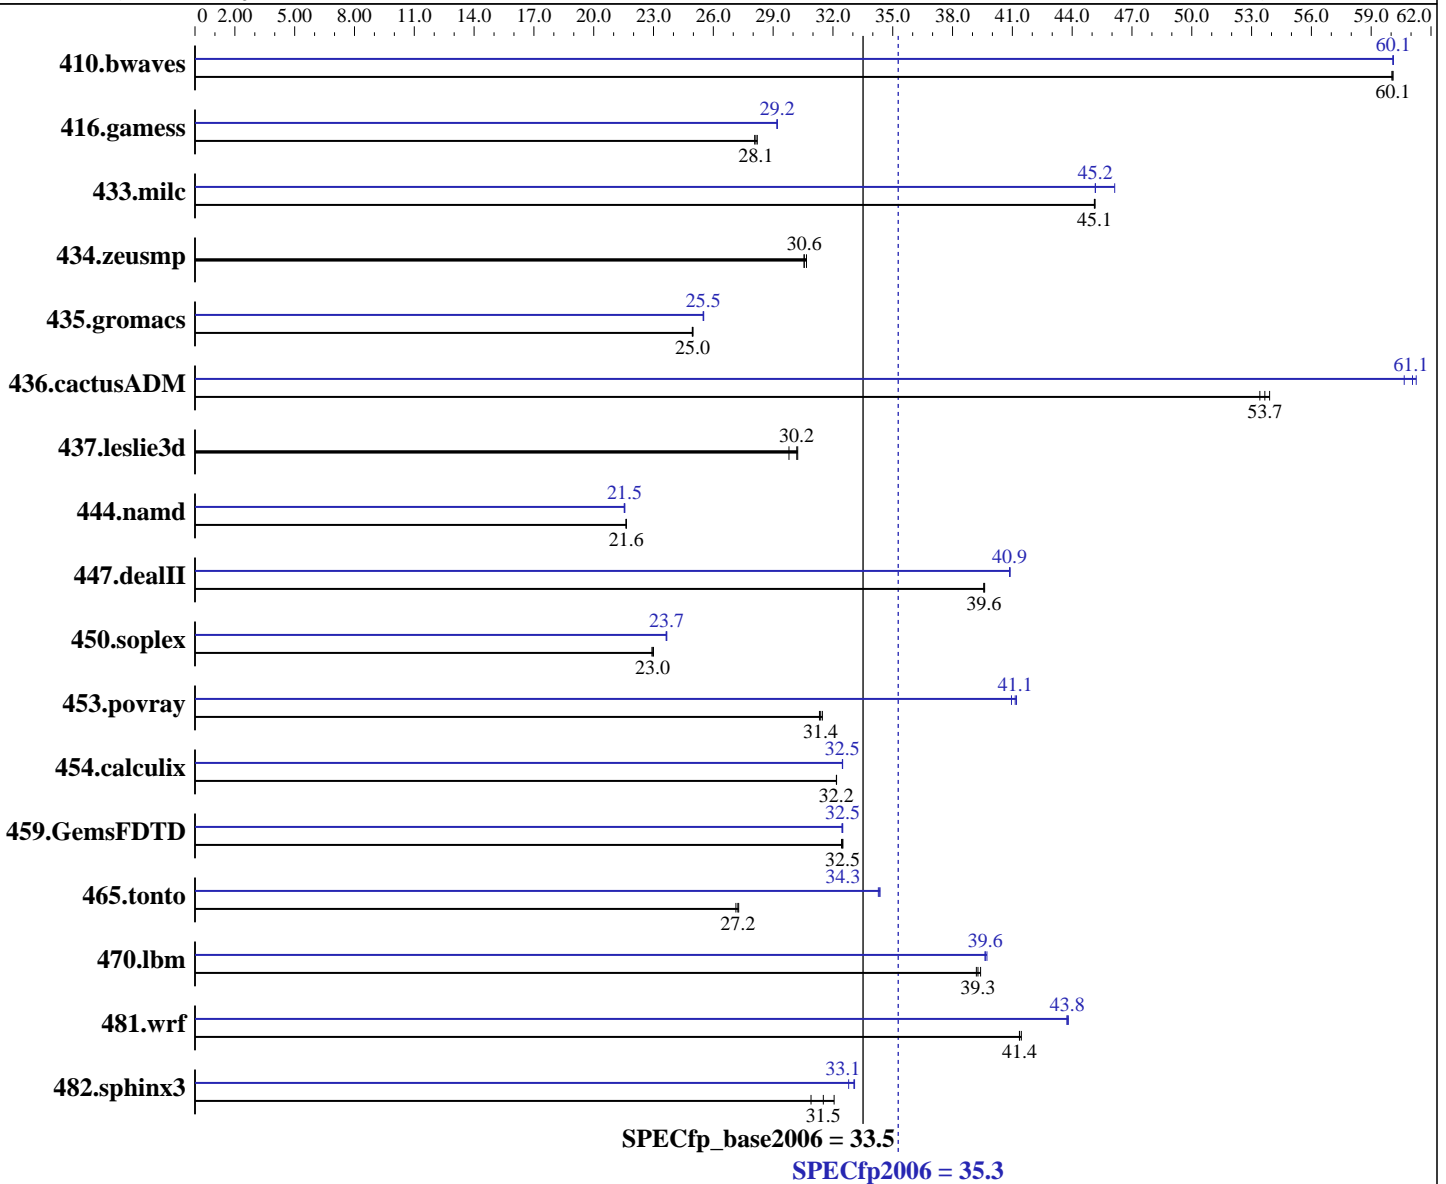 0 2.00 5.00 8.00 11.0 14.0 17.0 20.0 23.0 26.0 29.0 32.0 35.0 38.0 41.0 44.0 47.0 50.0 53.0 56.0 59.0 62.0
410.bwaves
60.1
60.1
416.gamess
29.2
28.1
433.milc
45.2
45.1
434.zeusmp
30.6
435.gromacs
25.5
25.0
436.cactusADM
61.1
53.7
437.leslie3d
30.2
444.namd
21.5
21.6
447.dealII
40.9
39.6
450.soplex
23.7
23.0
453.povray
41.1
31.4
454.calculix
32.5
32.2
459.GemsFDTD
32.5
32.5
465.tonto
34.3
27.2
470.lbm
39.6
39.3
481.wrf
43.8
41.4
482.sphinx3
33.1
31.5
SPECfp_base2006 = 33.5
SPECfp2006 = 35.3